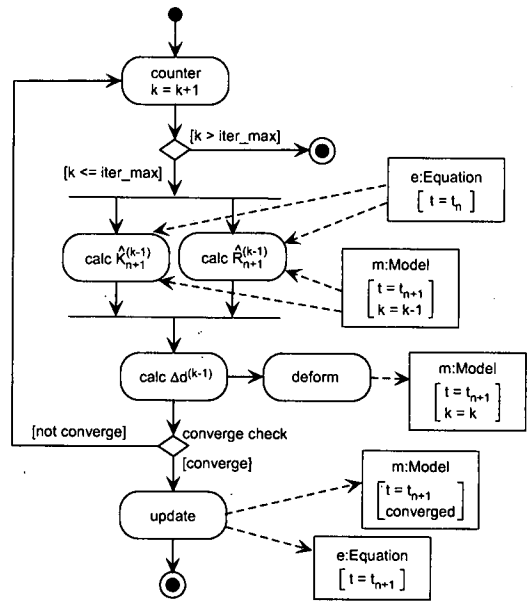 counter
k = k+1
[k > iter_max]
[k <= iter_max]
e:Equation
[ t = tₙ ]
calc K̂ₙ₊₁⁽ᵏ⁻¹⁾
calc R̂ₙ₊₁⁽ᵏ⁻¹⁾
m:Model
t = tₙ₊₁
k = k-1
calc Δd⁽ᵏ⁻¹⁾
deform
m:Model
t = tₙ₊₁
k = k
[not converge]
converge check
[converge]
update
m:Model
t = tₙ₊₁
converged
e:Equation
[ t = tₙ₊₁ ]